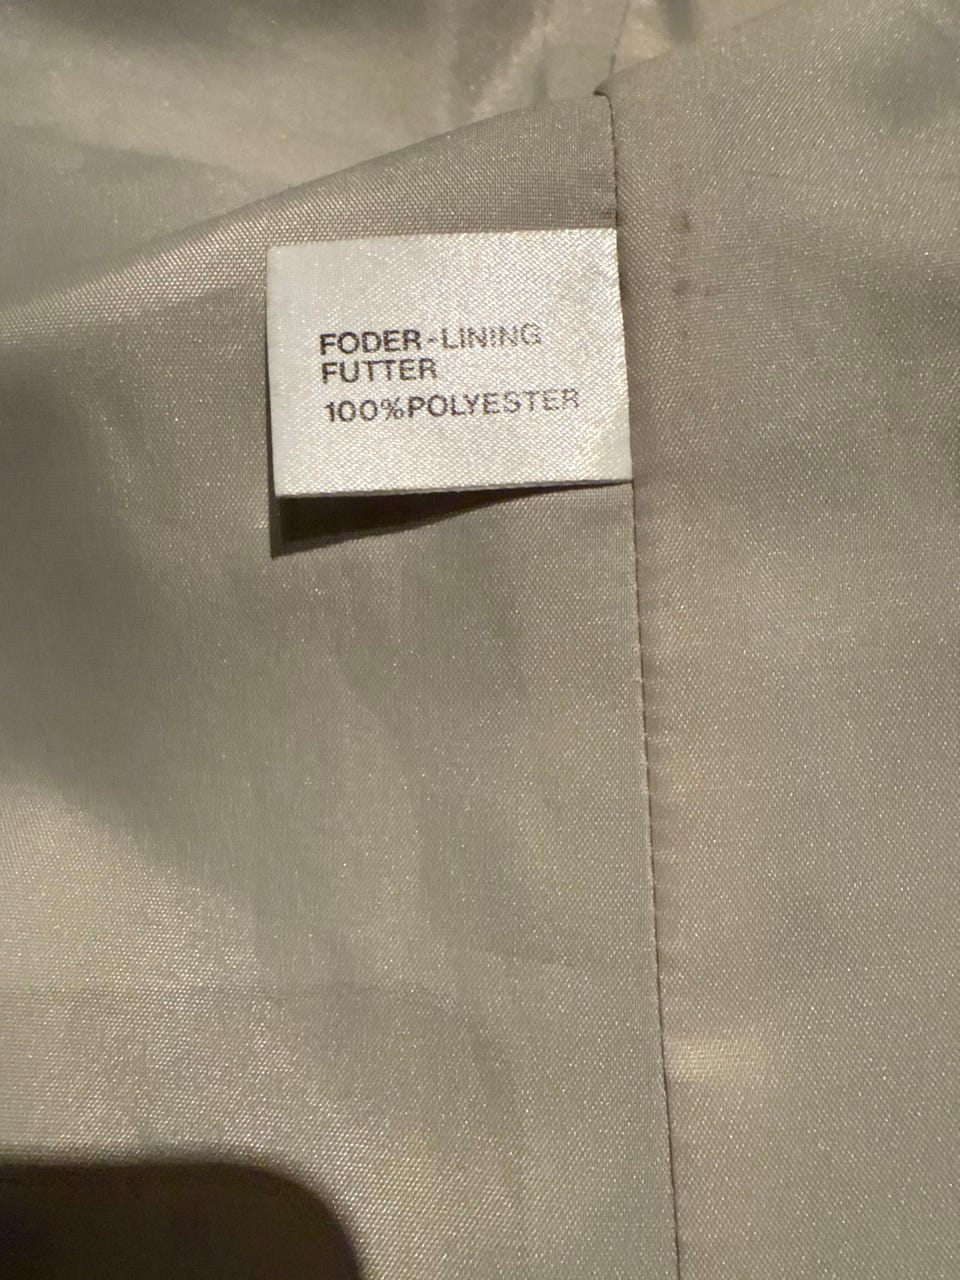 FODER-LINING
FUTTER
100%POLYESTER